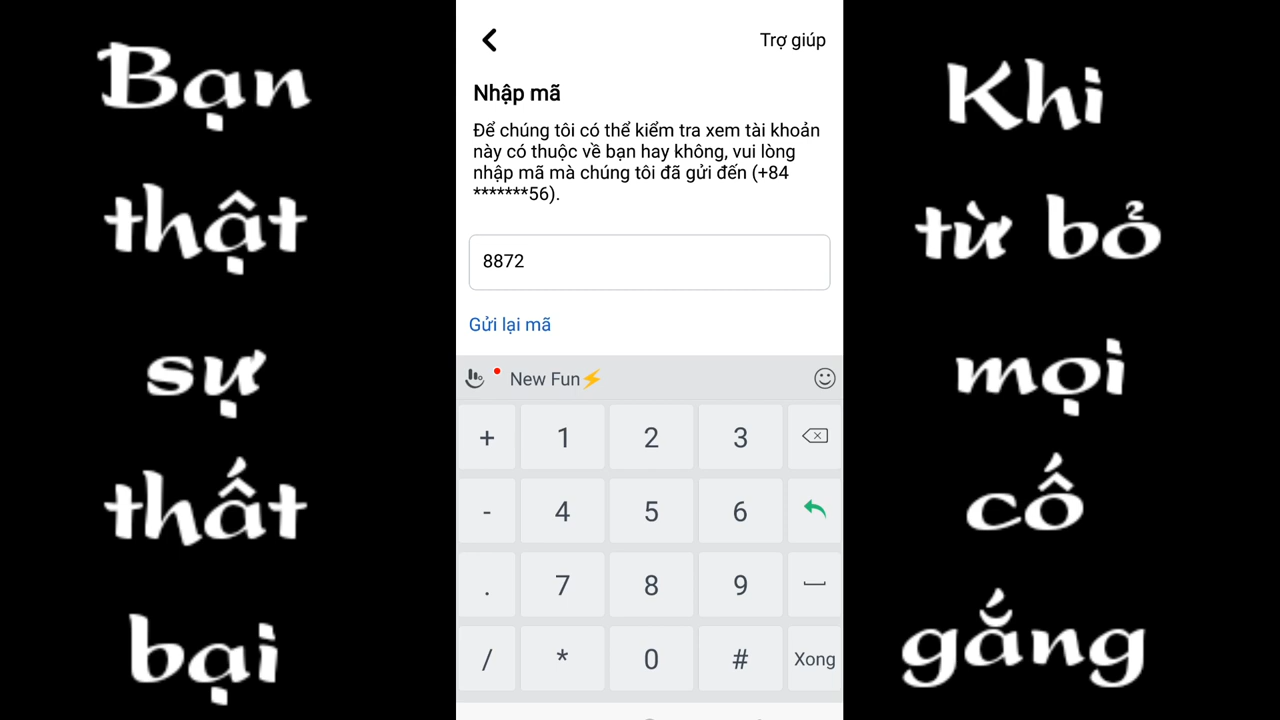 Bạn
thật
sự
thất
bại
Trợ giúp
Nhập mã
Để chúng tôi có thể kiểm tra xem tài khoản
này có thuộc về bạn hay không, vui lòng
nhập mã mà chúng tôi đã gửi đến (+84
*******56).
8872
Gửi lại mã
New Fun⚡
+ 1 2 3
- 4 5 6
. 7 8 9
/ * 0 # Xong
Khi
từ bỏ
mọi
cố
gắng